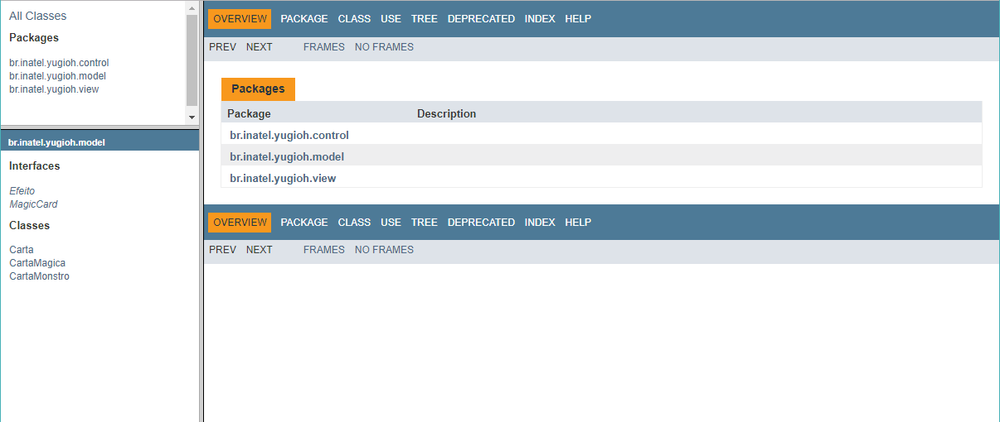 All Classes
Packages
br.inatel.yugioh.control
br.inatel.yugioh.model
br.inatel.yugioh.view
br.inatel.yugioh.model
Interfaces
Efeito
MagicCard
Classes
Carta
CartaMagica
CartaMonstro
OVERVIEW PACKAGE CLASS USE TREE DEPRECATED INDEX HELP
PREV NEXT FRAMES NO FRAMES
Packages
Package Description
br.inatel.yugioh.control
br.inatel.yugioh.model
br.inatel.yugioh.view
OVERVIEW PACKAGE CLASS USE TREE DEPRECATED INDEX HELP
PREV NEXT FRAMES NO FRAMES